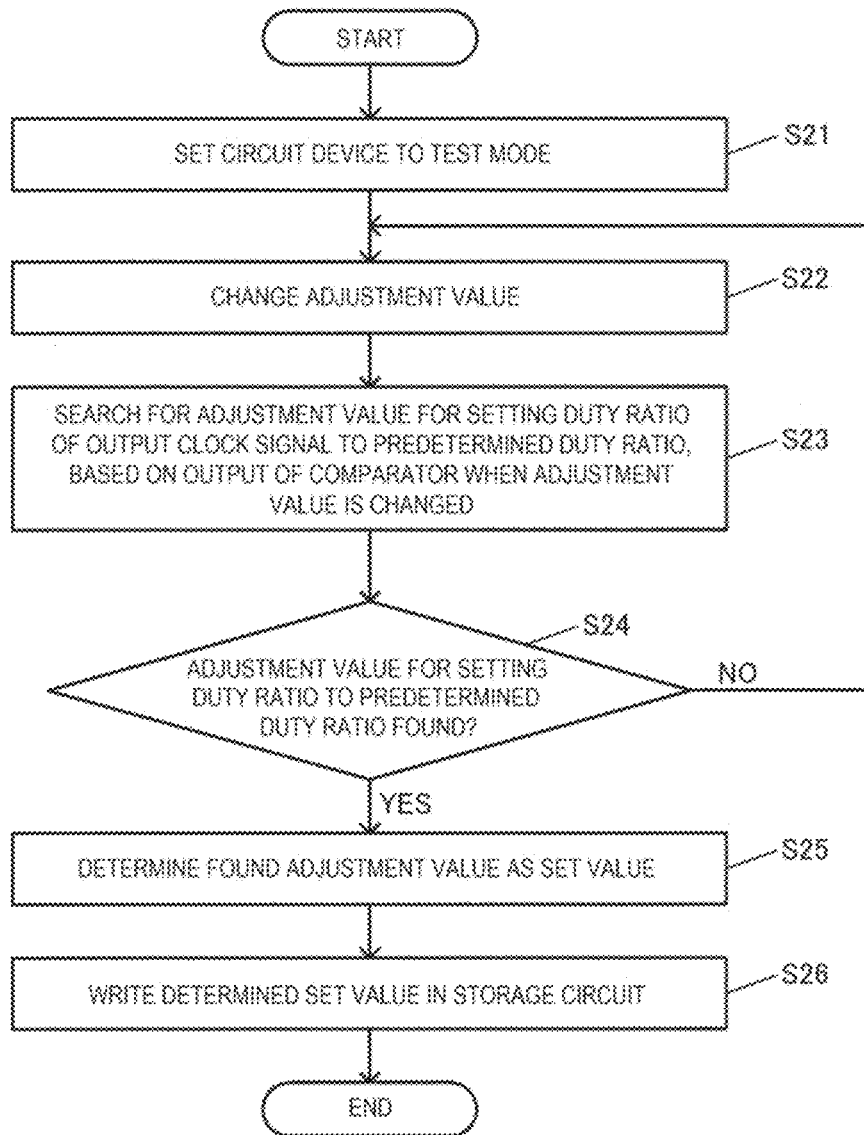 START
SET CIRCUIT DEVICE TO TEST MODE
S21
CHANGE ADJUSTMENT VALUE
S22
SEARCH FOR ADJUSTMENT VALUE FOR SETTING DUTY RATIO
OF OUTPUT CLOCK SIGNAL TO PREDETERMINED DUTY RATIO,
BASED ON OUTPUT OF COMPARATOR WHEN ADJUSTMENT
VALUE IS CHANGED
S23
S24
ADJUSTMENT VALUE FOR SETTING
DUTY RATIO TO PREDETERMINED
DUTY RATIO FOUND?
NO
YES
DETERMINE FOUND ADJUSTMENT VALUE AS SET VALUE
S25
WRITE DETERMINED SET VALUE IN STORAGE CIRCUIT
S26
END